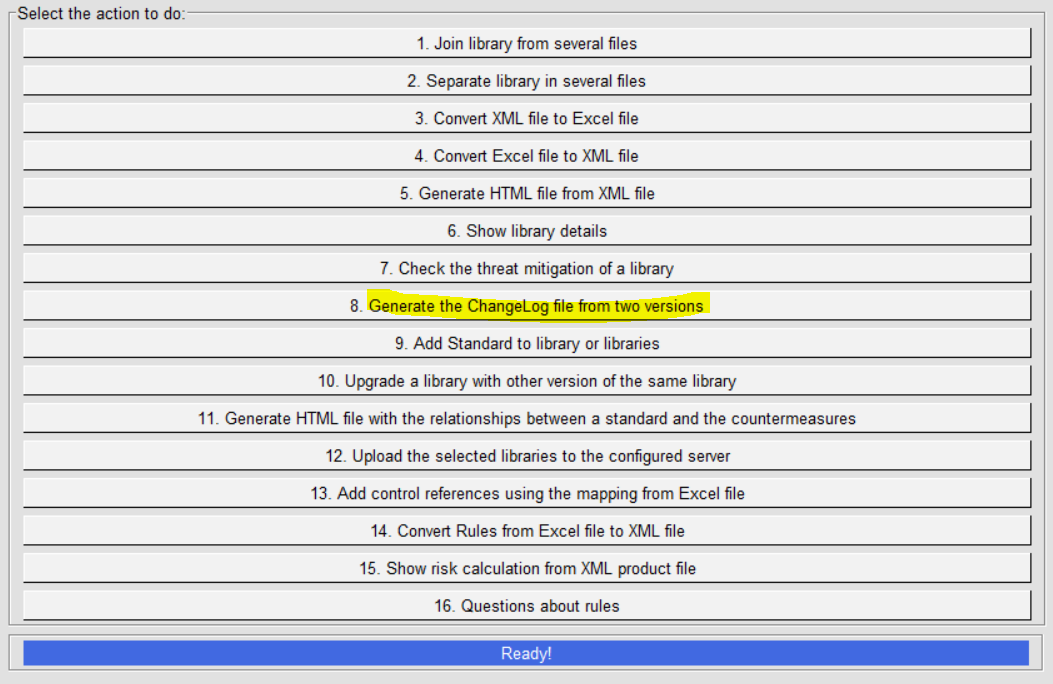 Select the action to do:
1. Join library from several files
2. Separate library in several files
3. Convert XML file to Excel file
4. Convert Excel file to XML file
5. Generate HTML file from XML file
6. Show library details
7. Check the threat mitigation of a library
8. Generate the ChangeLog file from two versions
9. Add Standard to library or libraries
10. Upgrade a library with other version of the same library
11. Generate HTML file with the relationships between a standard and the countermeasures
12. Upload the selected libraries to the configured server
13. Add control references using the mapping from Excel file
14. Convert Rules from Excel file to XML file
15. Show risk calculation from XML product file
16. Questions about rules
Ready!